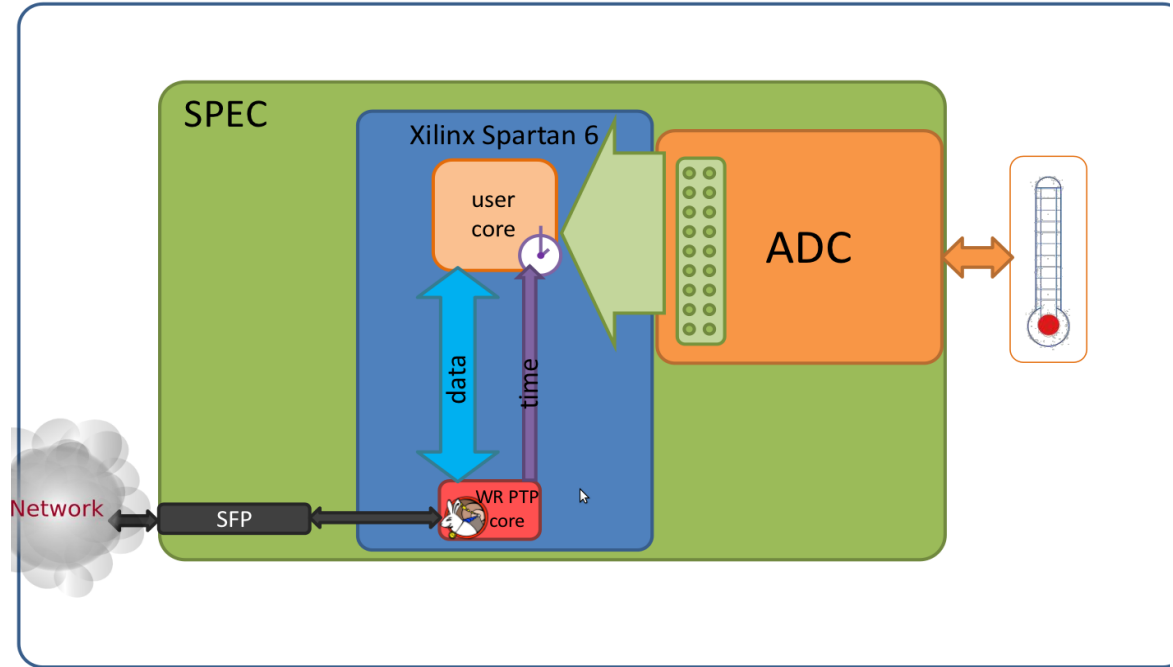 SPEC
Xilinx Spartan 6
user
core
ADC
data
time
WR PTP
core
Network
SFP